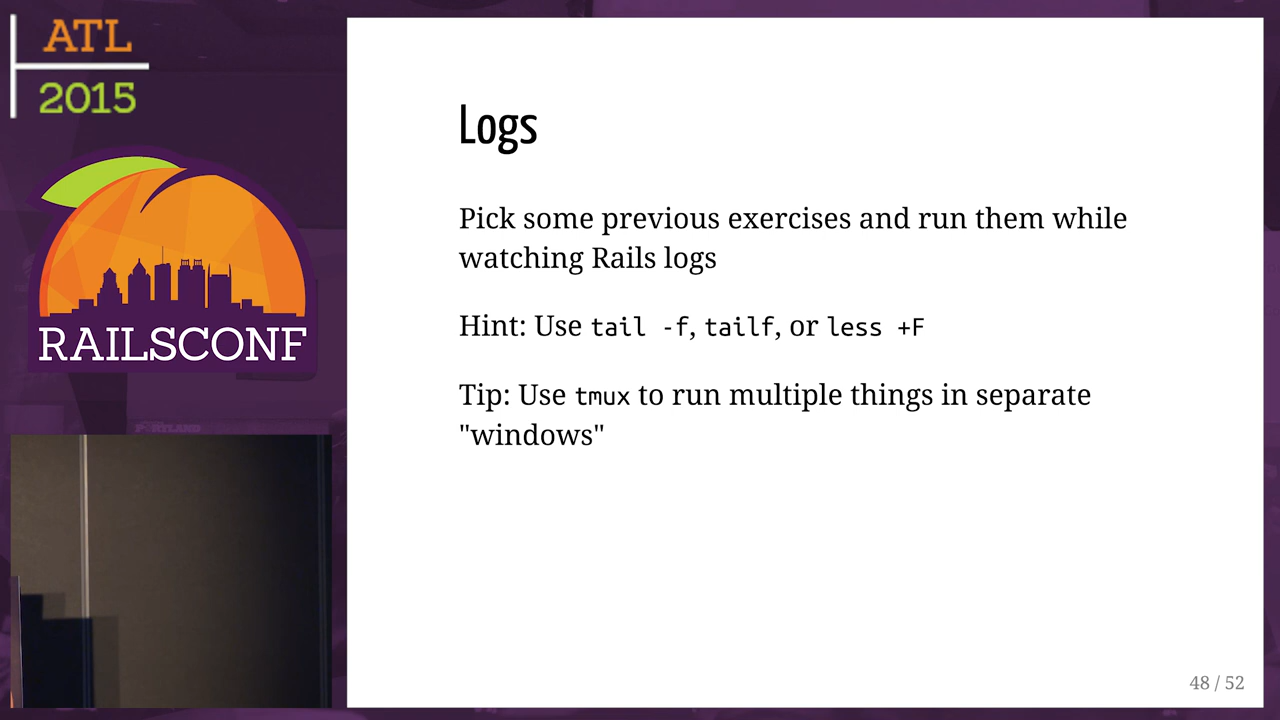 ATL
2015
RAILSCONF
Logs
Pick some previous exercises and run them while
watching Rails logs
Hint: Use tail -f, tailf, or less +F
Tip: Use tmux to run multiple things in separate
"windows"
48 / 52
PORTLAND